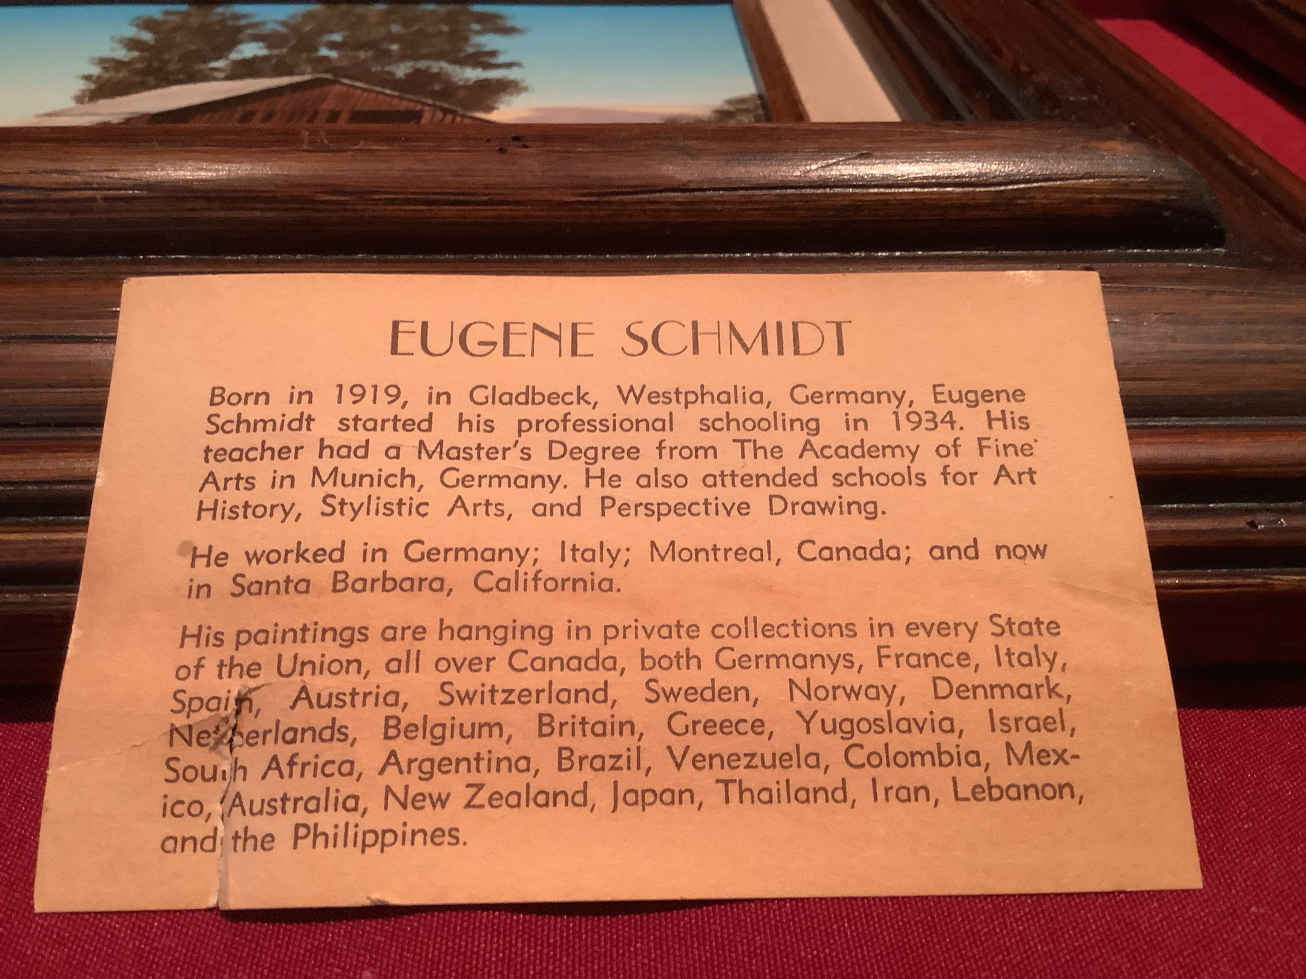 EUGENE SCHMIDT
Born in 1919, in Gladbeck, Westphalia, Germany, Eugene
Schmidt started his professional schooling in 1934. His
teacher had a Master's Degree from The Academy of Fine
Arts in Munich, Germany. He also attended schools for Art
History, Stylistic Arts, and Perspective Drawing.
He worked in Germany; Italy; Montreal, Canada; and now
in Santa Barbara, California.
His paintings are hanging in private collections in every State
of the Union, all over Canada, both Germanys, France, Italy,
Spain, Austria, Switzerland, Sweden, Norway, Denmark,
Netherlands, Belgium, Britain, Greece, Yugoslavia, Israel,
South Africa, Argentina, Brazil, Venezuela, Colombia, Mex-
ico, Australia, New Zealand, Japan, Thailand, Iran, Lebanon,
and the Philippines.